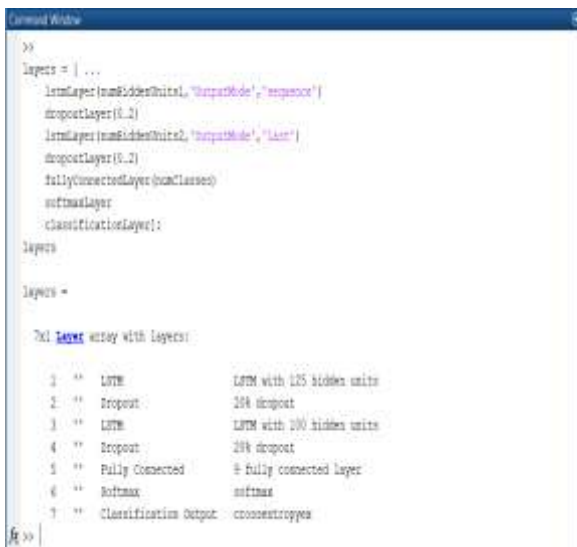 Command Window
>>
layers = [ ...
lstmLayer(numHiddenUnits1,'OutputMode','sequence')
dropoutLayer(0.2)
lstmLayer(numHiddenUnits2,'OutputMode','last')
dropoutLayer(0.2)
fullyConnectedLayer(numClasses)
softmaxLayer
classificationLayer];
layers
layers =
7x1 Layer array with layers:
1 '' LSTM LSTM with 125 hidden units
2 '' Dropout 20% dropout
3 '' LSTM LSTM with 100 hidden units
4 '' Dropout 20% dropout
5 '' Fully Connected 9 fully connected layer
6 '' Softmax softmax
7 '' Classification Output crossentropyex
fx >>